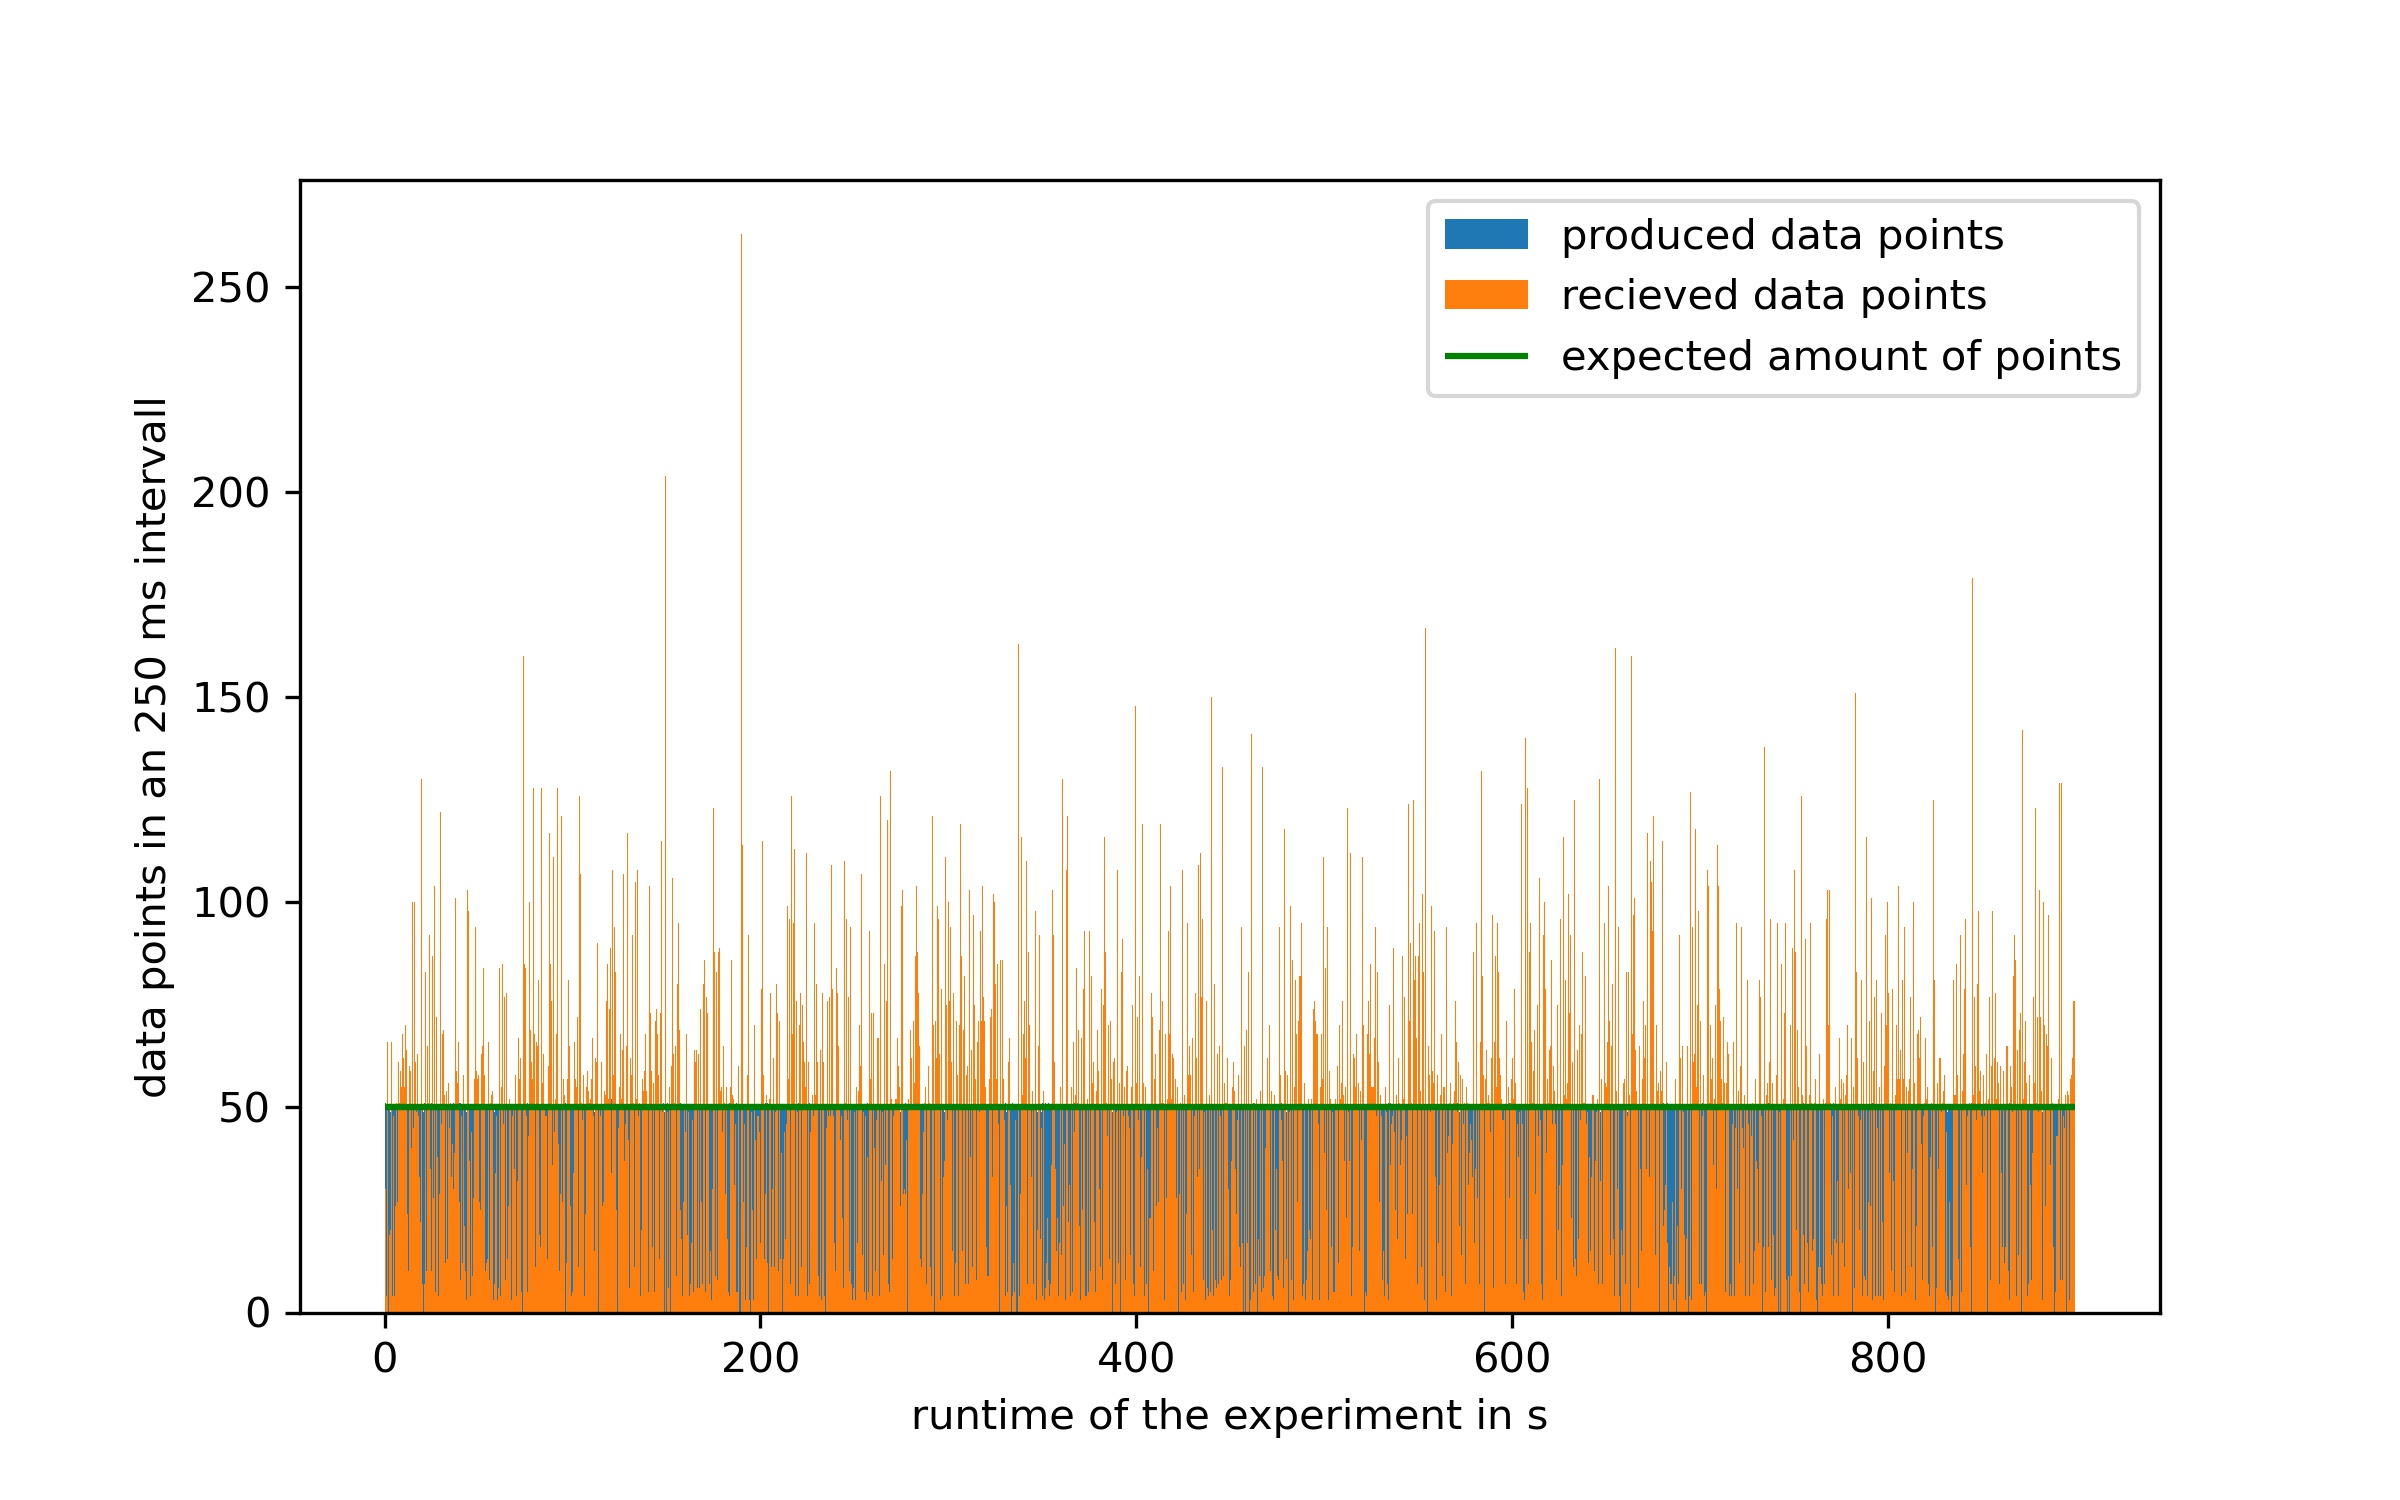 produced data points
recieved data points
expected amount of points
data points in an 250 ms intervall
250
200
150
100
50
0
0 200 400 600 800
runtime of the experiment in s